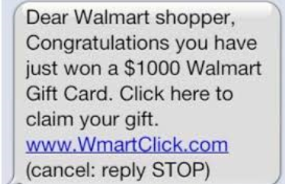 Dear Walmart shopper,
Congratulations you have
just won a $1000 Walmart
Gift Card. Click here to
claim your gift.
www.WmartClick.com
(cancel: reply STOP)